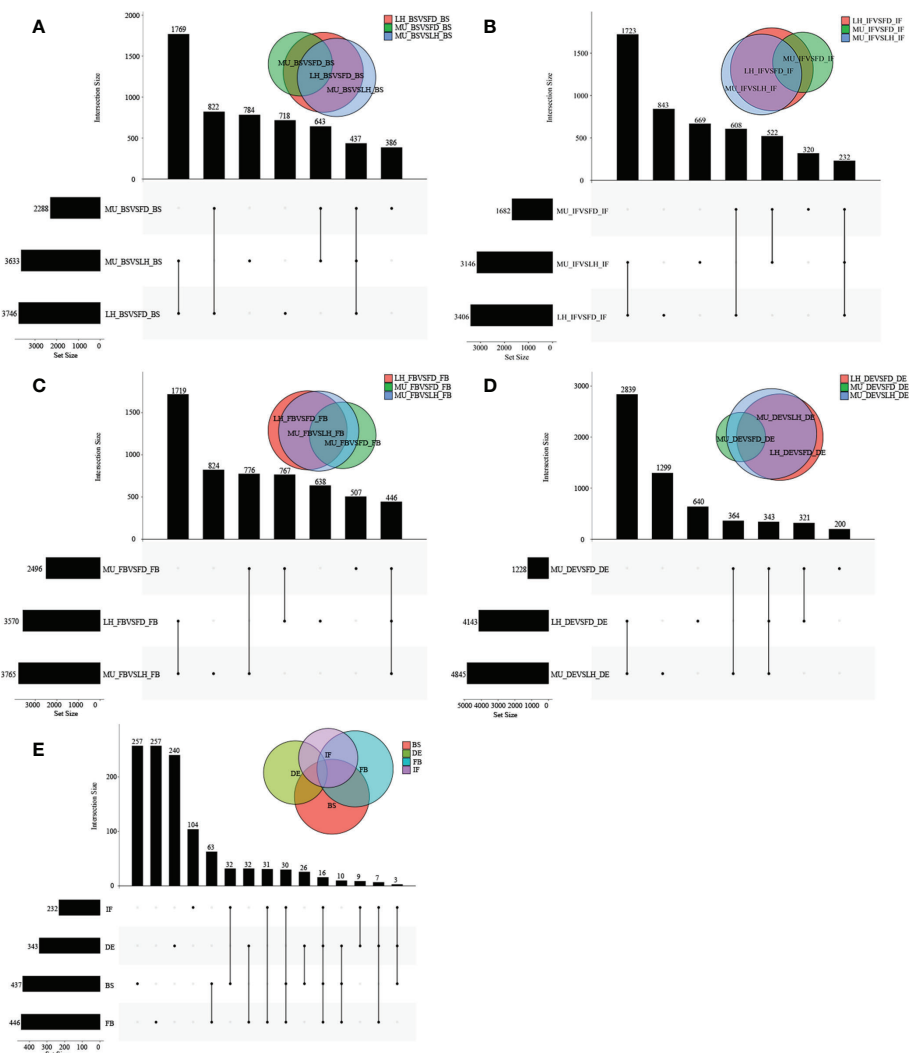 A
LH_BSVSFD_BS
MU_BSVSFD_BS
MU_BSVSLH_BS
2000
1500
1000
500
0
Intersection Size
1769
822
784
718
643
437
386
MU_BSVSFD_BS
LH_BSVSFD_BS
MU_BSVSLH_BS
2288
MU_BSVSFD_BS
3633
MU_BSVSLH_BS
3746
LH_BSVSFD_BS
3000 2000 1000 0
Set Size
B
LH_IFVSFD_IF
MU_IFVSFD_IF
MU_IFVSLH_IF
1500
1000
500
0
Intersection Size
1723
843
669
608
522
320
232
MU_IFVSFD_IF
LH_IFVSFD_IF
MU_IFVSLH_IF
1682
MU_IFVSFD_IF
3146
MU_IFVSLH_IF
3406
LH_IFVSFD_IF
3000 2000 1000 0
Set Size
C
LH_FBVSFD_FB
MU_FBVSFD_FB
MU_FBVSLH_FB
1500
1000
500
0
Intersection Size
1719
824
776
767
638
507
446
LH_FBVSFD_FB
MU_FBVSLH_FB
MU_FBVSFD_FB
2496
MU_FBVSFD_FB
3570
LH_FBVSFD_FB
3765
MU_FBVSLH_FB
3000 2000 1000 0
Set Size
D
LH_DEVSFD_DE
MU_DEVSFD_DE
MU_DEVSLH_DE
3000
2000
1000
0
Intersection Size
2839
1299
640
364
343
321
200
MU_DEVSLH_DE
MU_DEVSFD_DE
LH_DEVSFD_DE
1228
MU_DEVSFD_DE
4143
LH_DEVSFD_DE
4845
MU_DEVSLH_DE
5000 4000 3000 2000 1000 0
Set Size
E
BS
DE
FB
IF
200
100
0
Intersection Size
257
257
240
104
63
32
32
31
30
26
16
10
9
7
3
IF
DE
FB
BS
232
IF
343
DE
437
BS
446
FB
400 300 200 100 0
Set Size